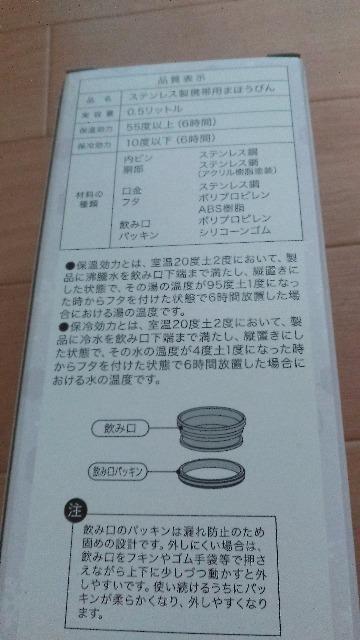 品質表示
品名 ステンレス製携帯用まほうびん
実容量 0.5リットル
保温効力 55度以上(6時間)
保冷効力 10度以下(6時間)
材料の種類
内ビン ステンレス鋼
胴部 ステンレス鋼
(アクリル樹脂塗装)
口金 ステンレス鋼
フタ ポリプロピレン
ABS樹脂
飲み口 ポリプロピレン
パッキン シリコーンゴム
●保温効力とは、室温20度土2度において、製
品に沸騰水を飲み口下端まで満たし、縦置きに
した状態で、その湯の温度が95度土1度になっ
た時からフタを付けた状態で6時間放置した場
合における湯の温度です。
●保冷効力とは、室温20度土2度において、製
品に冷水を飲み口下端まで満たし、縦置きにし
た状態で、その水の温度が4度土1度になった時
からフタを付けた状態で6時間放置した場合に
おける水の温度です。
飲み口
飲み口パッキン
注
飲み口のパッキンは漏れ防止のため
固めの設計です。外しにくい場合は、
飲み口をフキンやゴム手袋等で押さ
えながら上下に少しづつ動かすと外
しやすいです。使い続けるうちにパッ
キンが柔らかくなり、外しやすくなり
ます。